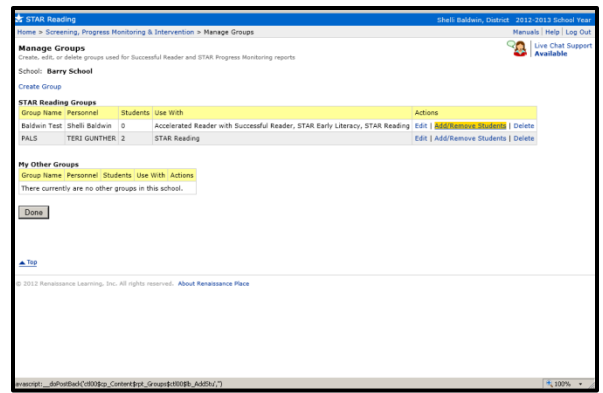 STAR Reading Shelli Baldwin, District 2012-2013 School Year
Home > Screening, Progress Monitoring & Intervention > Manage Groups Manuals | Help | Log Out
Manage Groups
Create, edit, or delete groups used for Successful Reader and STAR Progress Monitoring reports
Live Chat Support
Available
School: Barry School
Create Group
STAR Reading Groups
Group Name Personnel Students Use With Actions
Baldwin Test Shelli Baldwin 0 Accelerated Reader with Successful Reader, STAR Early Literacy, STAR Reading Edit | Add/Remove Students | Delete
PALS TERI GUNTHER 2 STAR Reading Edit | Add/Remove Students | Delete
My Other Groups
Group Name Personnel Students Use With Actions
There currently are no other groups in this school.
Done
Top
© 2012 Renaissance Learning, Inc. All rights reserved. About Renaissance Place
avascript:__doPostBack('ctl00$cp_Content$rpt_Groups$ctl00$lb_AddStu','') 100%